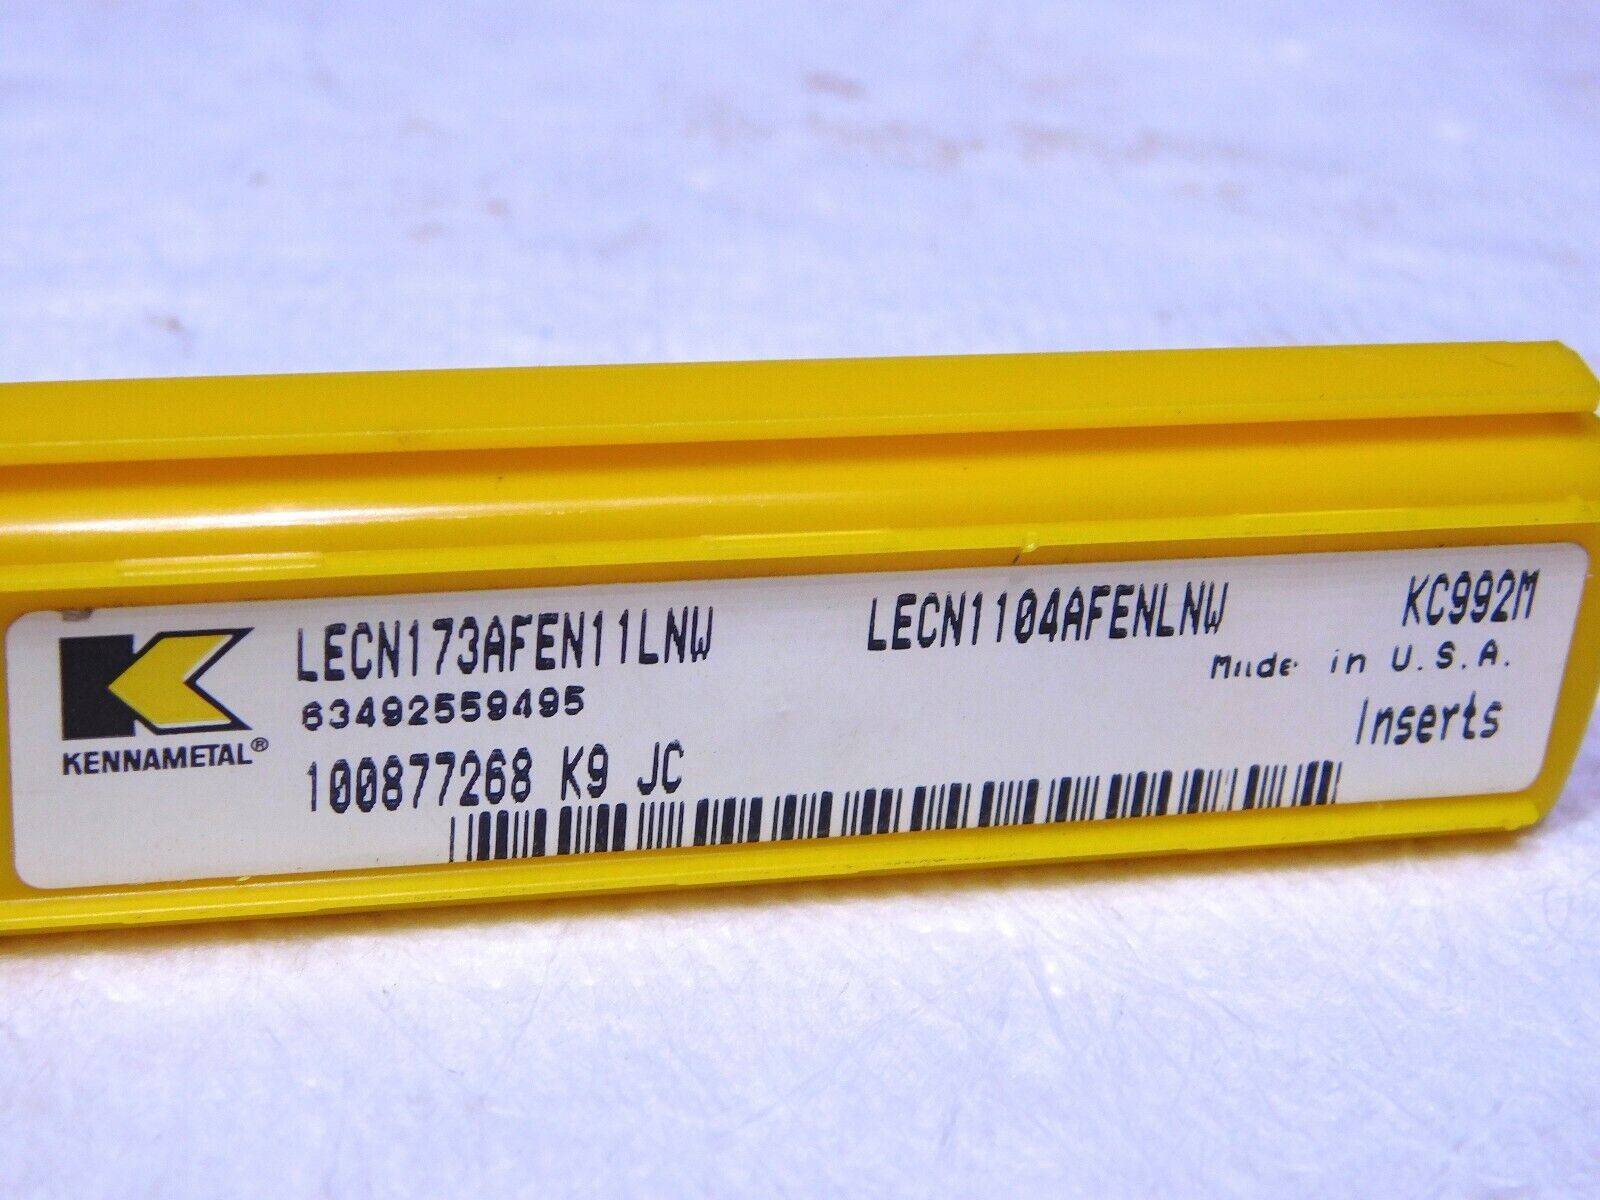 LECN173AFEN11LNW LECN1104AFENLNW KC992M
63492559495 Made in U.S.A.
KENNAMETAL® Inserts
100877268 K9 JC